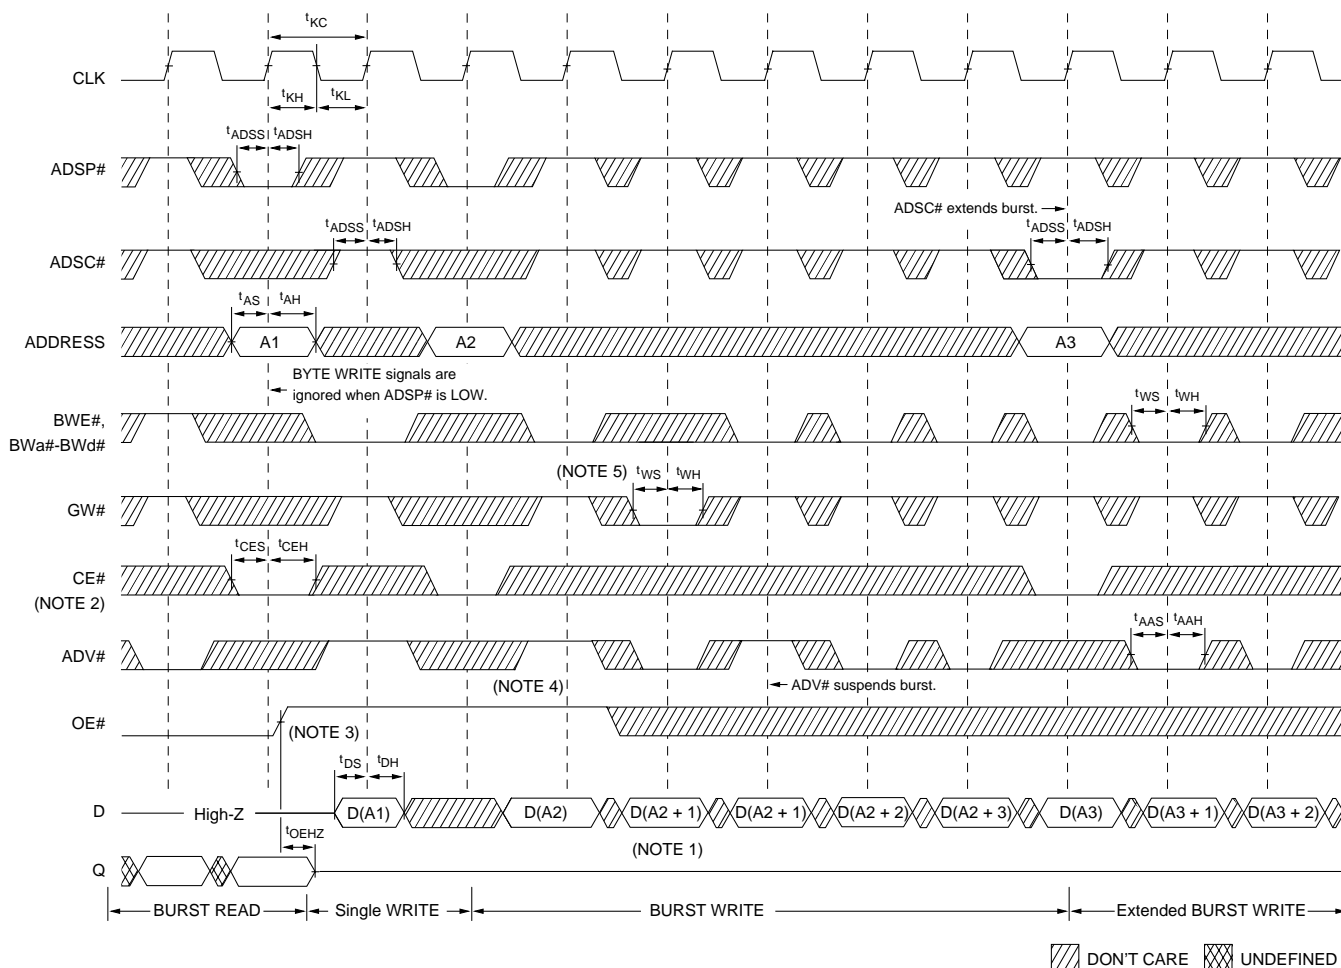 tKC
CLK
tKH tKL
tADSS tADSH
ADSP#
ADSC# extends burst.
tADSS tADSH tADSS tADSH
ADSC#
tAS tAH
ADDRESS A1 A2 A3
BYTE WRITE signals are
ignored when ADSP# is LOW.
tWS tWH
BWE#,
BWa#-BWd#
(NOTE 5) tWS tWH
GW#
tCES tCEH
CE#
(NOTE 2)
tAAS tAAH
ADV#
(NOTE 4) ADV# suspends burst.
OE#
(NOTE 3)
tDS tDH
D High-Z D(A1) D(A2) D(A2 + 1) D(A2 + 1) D(A2 + 2) D(A2 + 3) D(A3) D(A3 + 1) D(A3 + 2)
tOEHZ
(NOTE 1)
Q
BURST READ Single WRITE BURST WRITE Extended BURST WRITE
DON'T CARE UNDEFINED